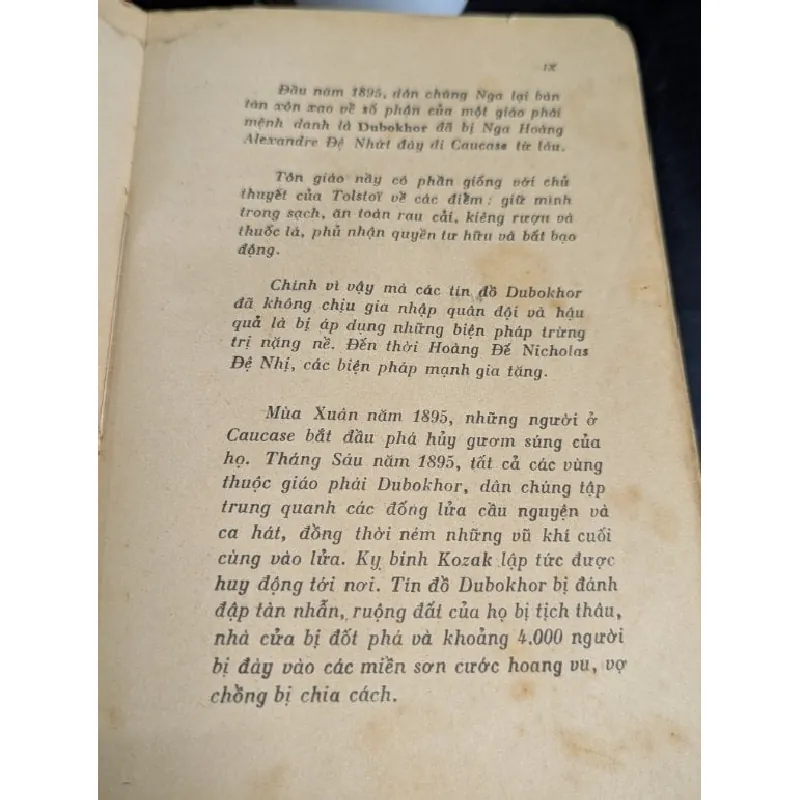 IX
Đầu năm 1895, dân chúng Nga lại bàn
tán xôn xao về số phận của một giáo phái
mệnh danh là Dubokhor đã bị Nga Hoàng
Alexandre Đệ Nhứt đày đi Caucase từ lâu.
Tôn giáo nầy có phần giống với chủ
thuyết của Tolstoï về các điềm : giữ mình
trong sạch, ăn toàn rau cải, kiêng rượu và
thuốc lá, phủ nhận quyền tư hữu và bất bạo
động.
Chính vì vậy mà các tín đồ Dubokhor
đã không chịu gia nhập quân đội và hậu
quả là bị áp dụng những biện pháp trừng
trị nặng nề. Đến thời Hoàng Đế Nicholas
Đệ Nhị, các biện pháp mạnh gia tăng.
Mùa Xuân năm 1895, những người ở
Caucase bắt đầu phá hủy gươm súng của
họ. Tháng Sáu năm 1895, tất cả các vùng
thuộc giáo phái Dubokhor, dân chúng tập
trung quanh các đống lửa cầu nguyện và
ca hát, đồng thời ném những vũ khí cuối
cùng vào lửa. Kỵ binh Kozak lập tức được
huy động tới nơi. Tín đồ Dubokhor bị đánh
đập tàn nhẫn, ruộng đất của họ bị tịch thâu,
nhà cửa bị đốt phá và khoảng 4.000 người
bị đày vào các miền sơn cước hoang vu, vợ
chồng bị chia cách.